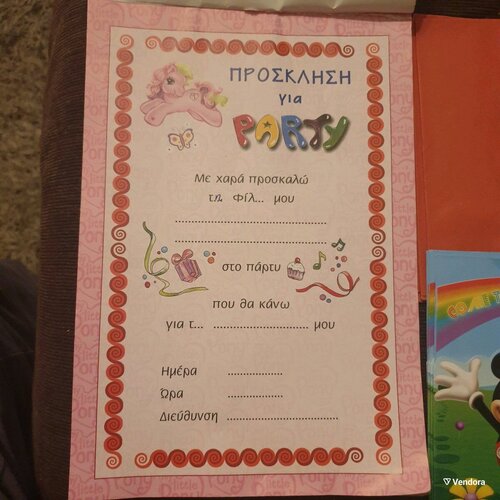 ΠΡΟΣΚΛΗΣΗ
για
PARTY
Με χαρά προσκαλώ
τ.. Φίλ... μου
στο πάρτυ
που θα κάνω
για τ... .................... μου
Ημέρα ................
Ώρα ................
Διεύθυνση ................
little
Vendora